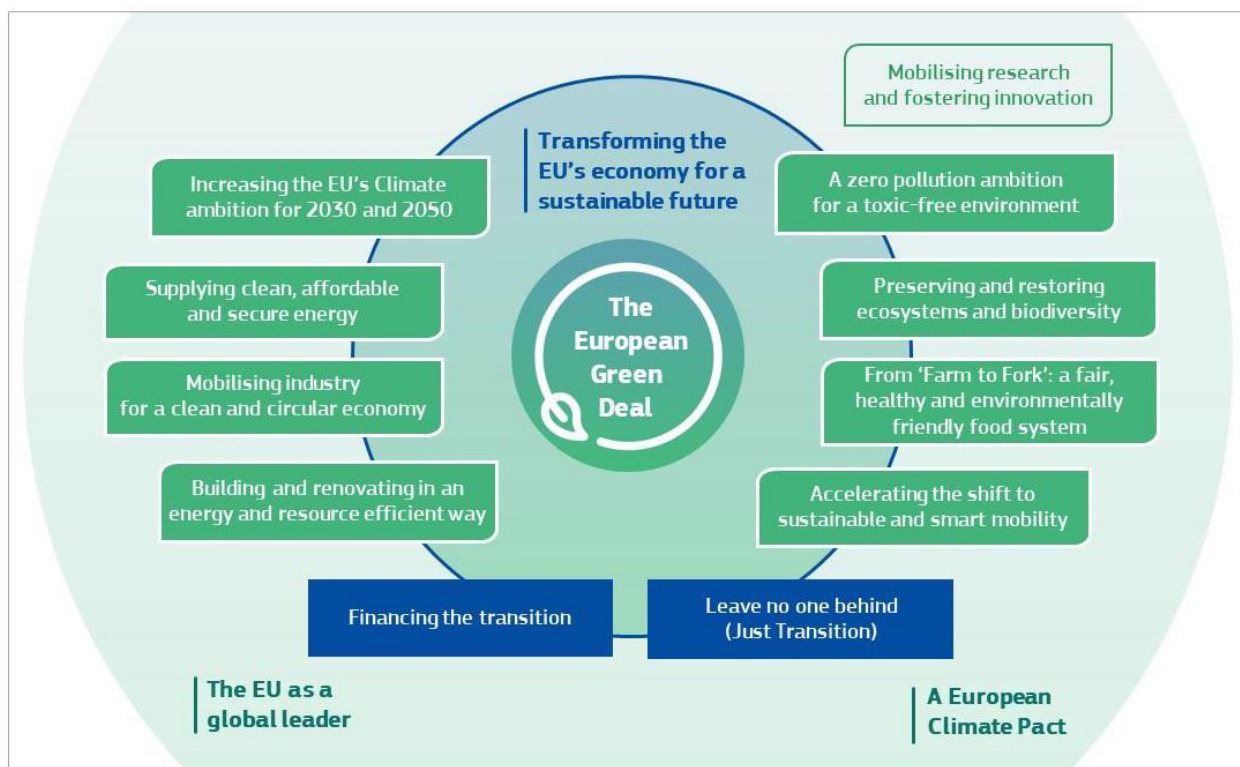 Mobilising research
and fostering innovation
Transforming the
EU's economy for a
sustainable future
Increasing the EU's Climate
ambition for 2030 and 2050
A zero pollution ambition
for a toxic-free environment
Supplying clean, affordable
and secure energy
Preserving and restoring
ecosystems and biodiversity
The
European
Green
Deal
Mobilising industry
for a clean and circular economy
From ‘Farm to Fork’: a fair,
healthy and environmentally
friendly food system
Building and renovating in an
energy and resource efficient way
Accelerating the shift to
sustainable and smart mobility
Financing the transition
Leave no one behind
(Just Transition)
The EU as a
global leader
A European
Climate Pact